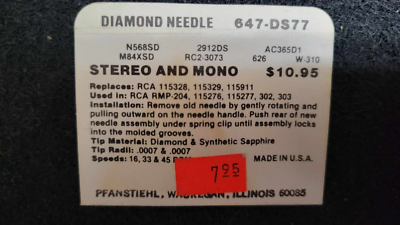 DIAMOND NEEDLE 647-DS77
N568SD 2912DS AC365D1
M84XSD RC2-3073 626 W-310
STEREO AND MONO $10.95
Replaces: RCA 115328, 115129, 115911
Used in: RCA RMP-204, 115276, 115277, 302, 303
Installation: Remove old needle by gently rotating and
pulling outward on the needle handle. Push rear of new
needle assembly under spring clip until assembly locks
into the molded grooves.
Tip Material: Diamond & Synthetic Sapphire
Tip Radii: .0007 & .0007
Speeds: 16, 33 & 45 MADE IN U.S.A.
7.95
PFANSTIEHL, WAUKEGAN, ILLINOIS 60085